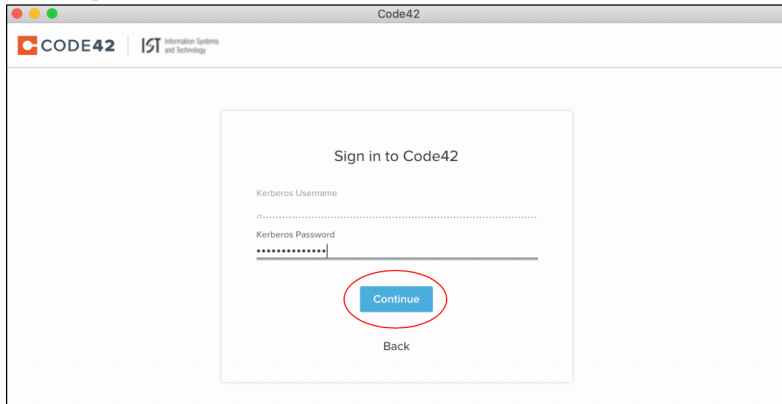 Code42
CODE42
IST Information Systems
and Technology
Sign in to Code42
Kerberos Username
Kerberos Password
••••••••••••••
Continue
Back